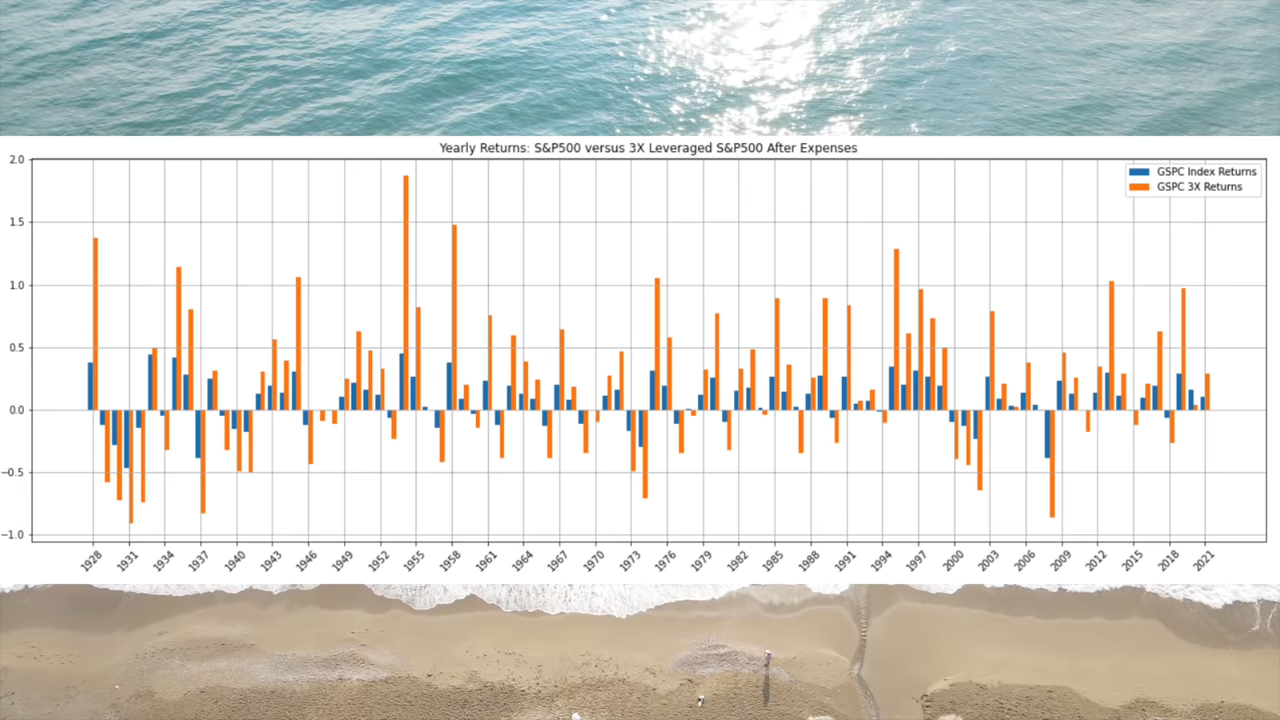 Yearly Returns: S&P500 versus 3X Leveraged S&P500 After Expenses
GSPC Index Returns
GSPC 3X Returns
2.0
1.5
1.0
0.5
0.0
−0.5
−1.0
1928 1931 1934 1937 1940 1943 1946 1949 1952 1955 1958 1961 1964 1967 1970 1973 1976 1979 1982 1985 1988 1991 1994 1997 2000 2003 2006 2009 2012 2015 2018 2021